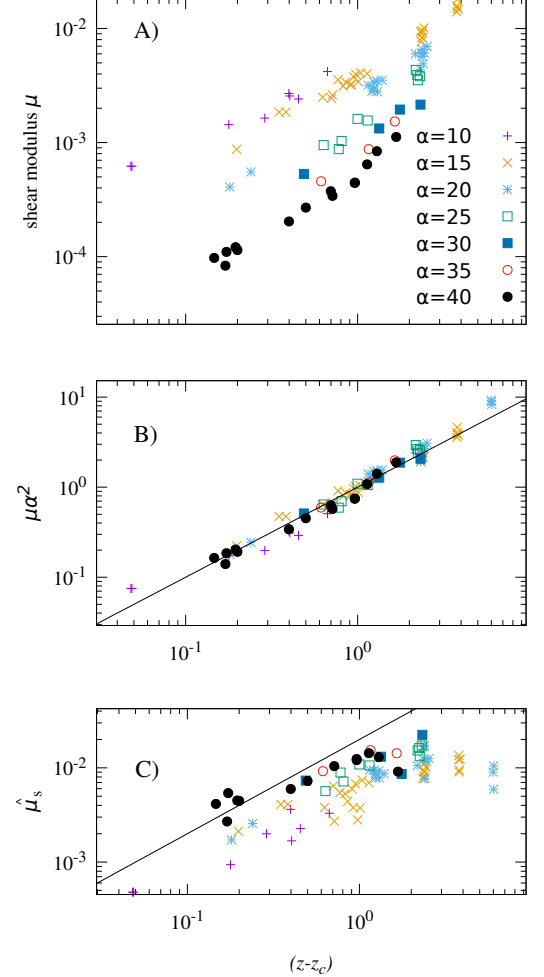 A)
10⁻²
10⁻³
10⁻⁴
shear modulus μ
α=10
α=15
α=20
α=25
α=30
α=35
α=40
B)
10¹
10⁰
10⁻¹
μα²
10⁻¹ 10⁰
C)
10⁻²
10⁻³
μ̂ₛ
10⁻¹ 10⁰
(z-z_c)